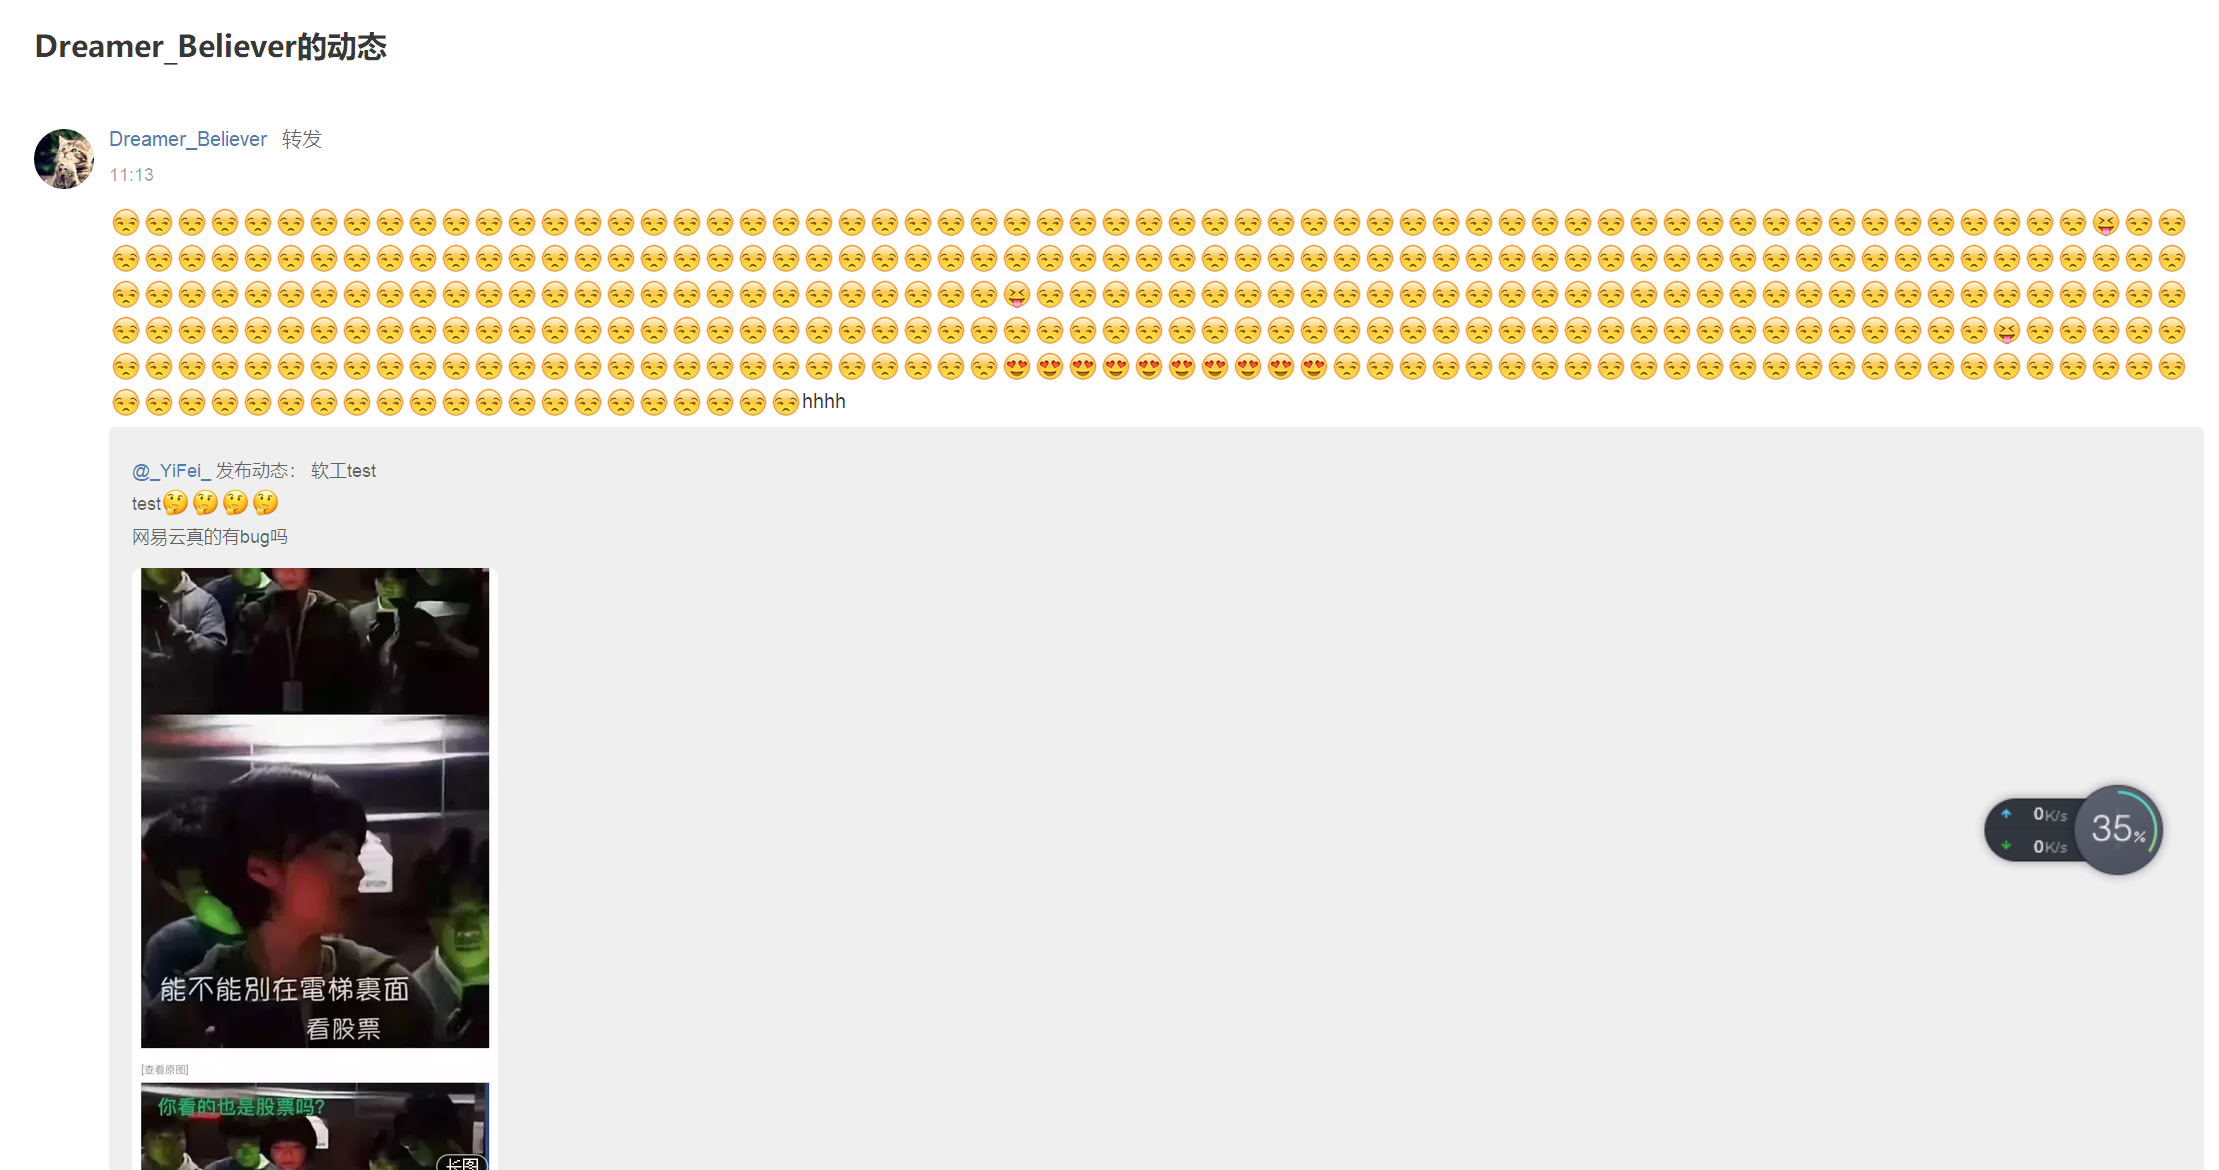 Dreamer_Believer的动态
Dreamer_Believer 转发
11:13
hhhh
@_YiFei_ 发布动态： 软工test
test🤔🤔🤔🤔
网易云真的有bug吗
能不能別在電梯裏面
看股票
[查看原图]
你看的也是股票吗?
长图
0K/s
0K/s
35%